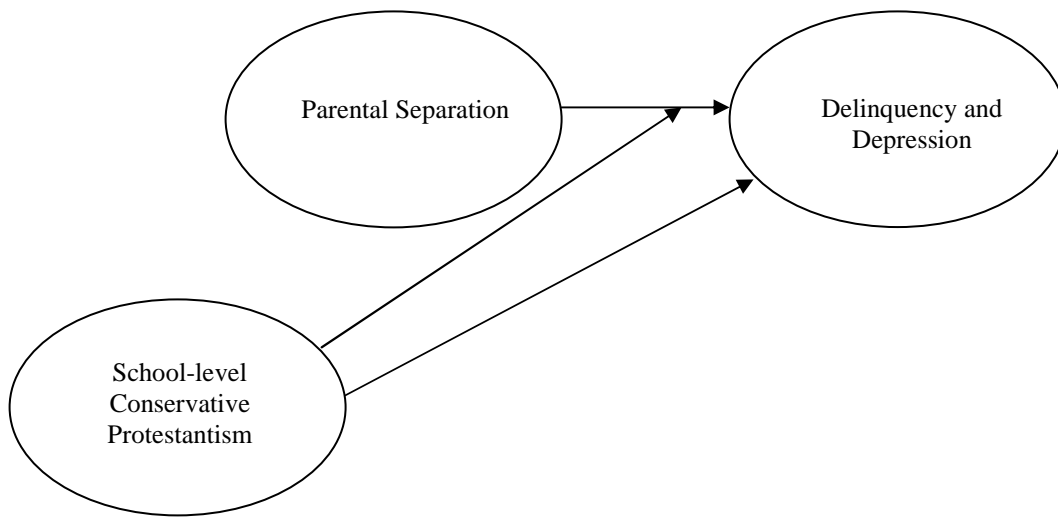 Parental Separation
Delinquency and
Depression
School-level
Conservative
Protestantism